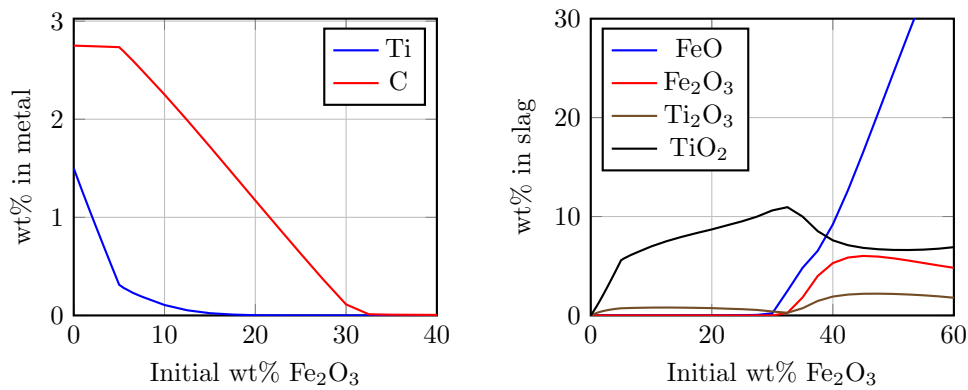 wt% in metal
3
2
1
0
0 10 20 30 40
Initial wt% Fe₂O₃
Ti
C
wt% in slag
30
20
10
0
0 20 40 60
Initial wt% Fe₂O₃
FeO
Fe₂O₃
Ti₂O₃
TiO₂